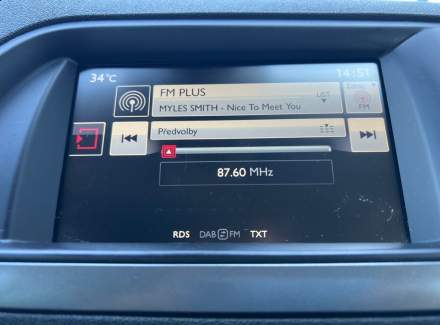 34°C
14:51
FM PLUS
LIST
MYLES SMITH - Nice To Meet You
FM
Předvolby
87.60 MHz
RDS DAB FM TXT